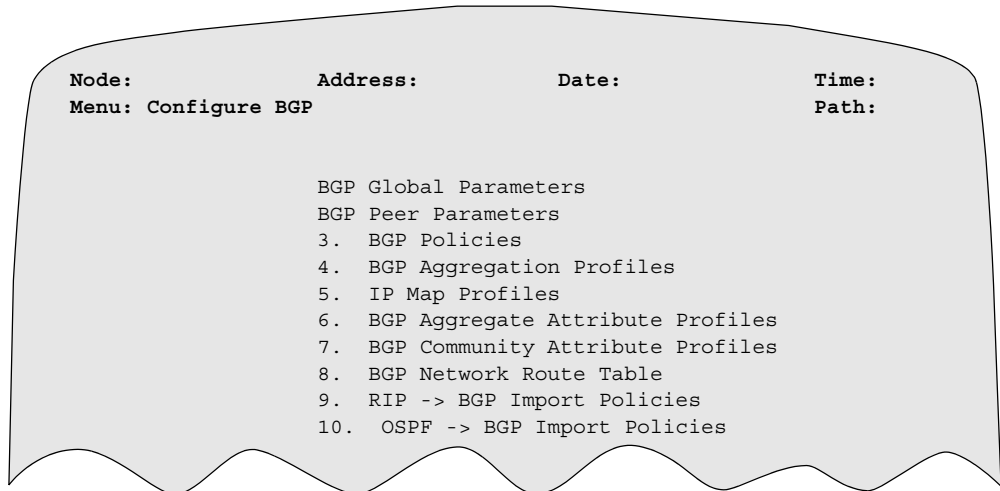 Node: Address: Date: Time:
Menu: Configure BGP Path:
BGP Global Parameters
BGP Peer Parameters
3. BGP Policies
4. BGP Aggregation Profiles
5. IP Map Profiles
6. BGP Aggregate Attribute Profiles
7. BGP Community Attribute Profiles
8. BGP Network Route Table
9. RIP -> BGP Import Policies
10. OSPF -> BGP Import Policies